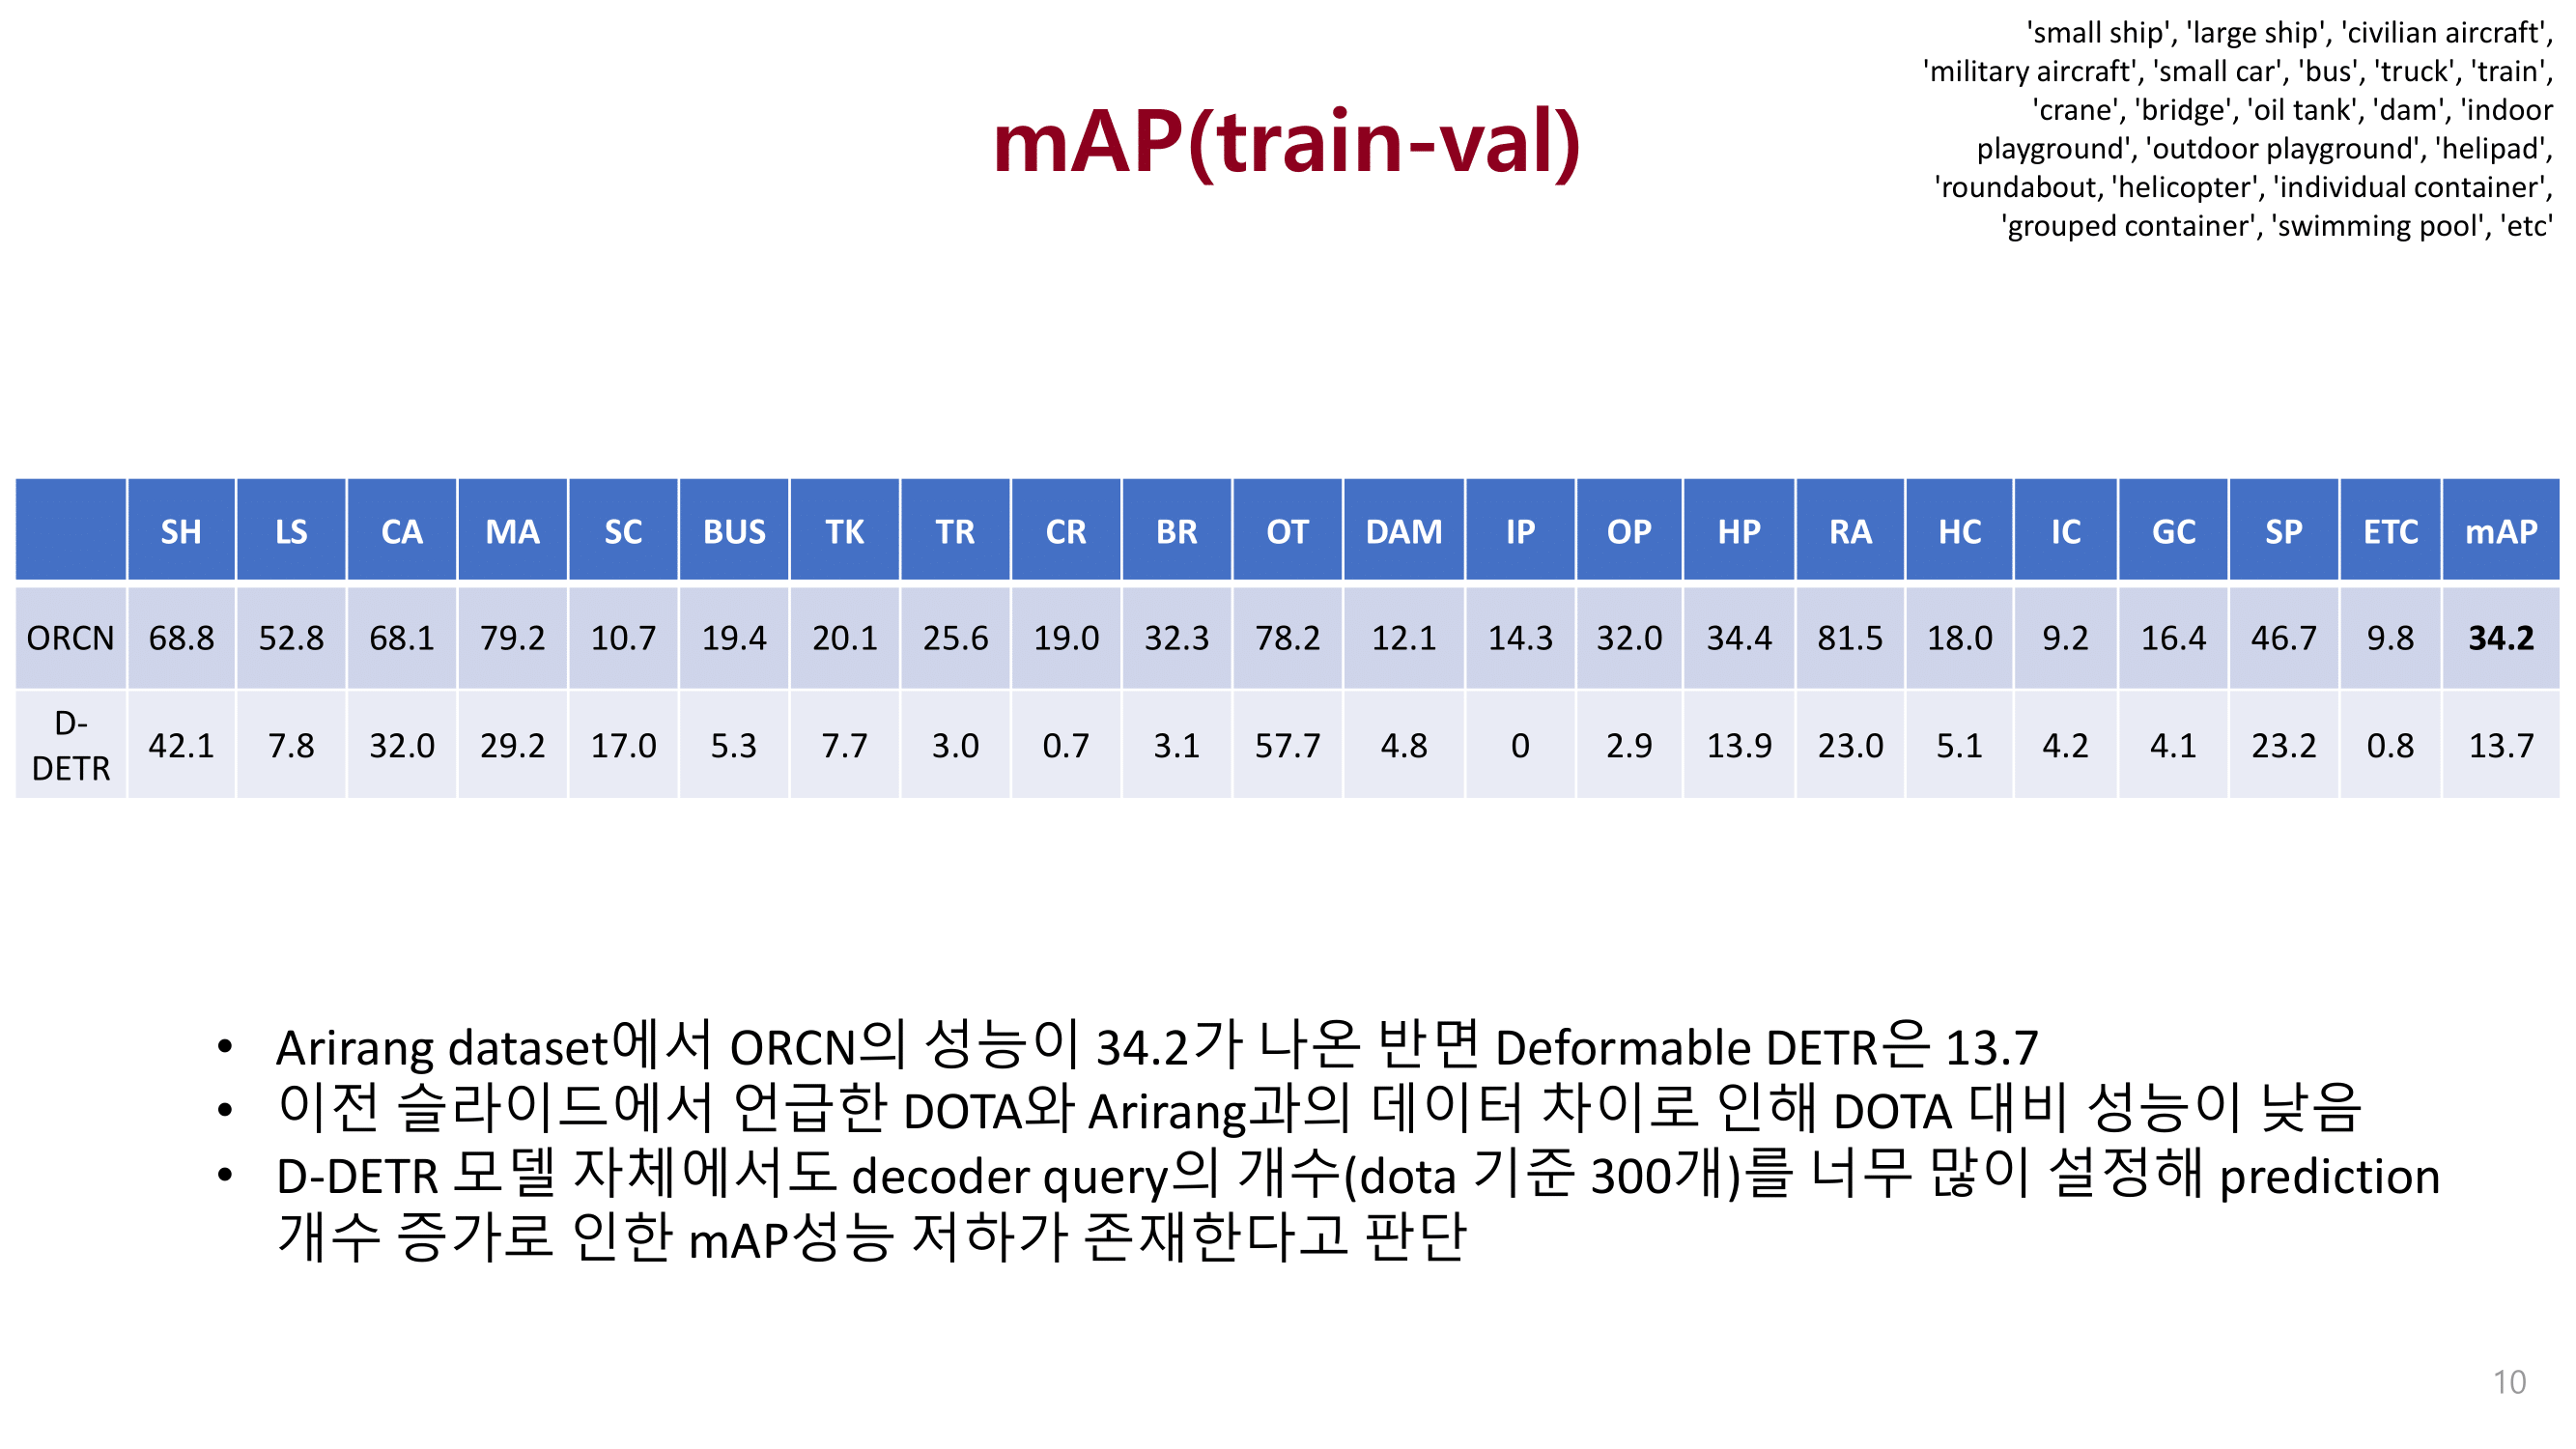 'small ship', 'large ship', 'civilian aircraft',
'military aircraft', 'small car', 'bus', 'truck', 'train',
'crane', 'bridge', 'oil tank', 'dam', 'indoor
playground', 'outdoor playground', 'helipad',
'roundabout, 'helicopter', 'individual container',
'grouped container', 'swimming pool', 'etc'
mAP(train-val)
SH LS CA MA SC BUS TK TR CR BR OT DAM IP OP HP RA HC IC GC SP ETC mAP
ORCN 68.8 52.8 68.1 79.2 10.7 19.4 20.1 25.6 19.0 32.3 78.2 12.1 14.3 32.0 34.4 81.5 18.0 9.2 16.4 46.7 9.8 34.2
D-
DETR 42.1 7.8 32.0 29.2 17.0 5.3 7.7 3.0 0.7 3.1 57.7 4.8 0 2.9 13.9 23.0 5.1 4.2 4.1 23.2 0.8 13.7
• Arirang dataset에서 ORCN의 성능이 34.2가 나온 반면 Deformable DETR은 13.7
• 이전 슬라이드에서 언급한 DOTA와 Arirang과의 데이터 차이로 인해 DOTA 대비 성능이 낮음
• D-DETR 모델 자체에서도 decoder query의 개수(dota 기준 300개)를 너무 많이 설정해 prediction
개수 증가로 인한 mAP성능 저하가 존재한다고 판단
10